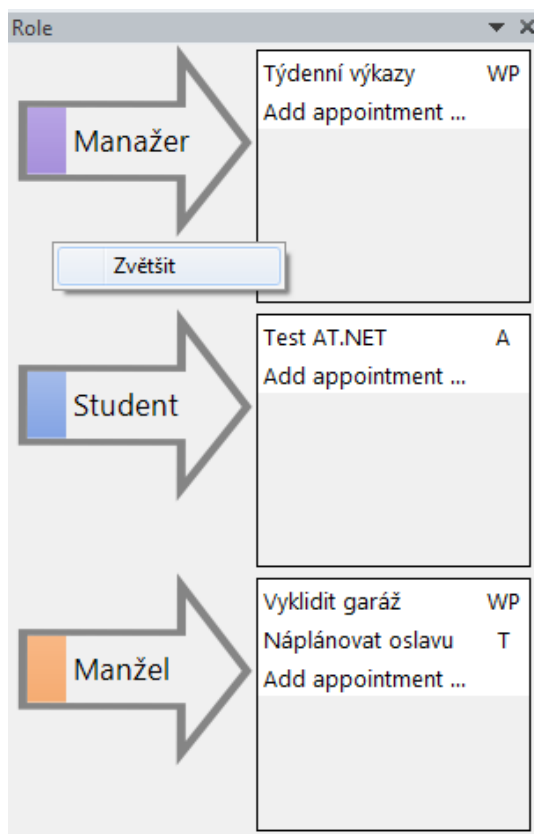 Role
Manažer
Týdenní výkazy WP
Add appointment ...
Zvětšit
Student
Test AT.NET A
Add appointment ...
Manžel
Vyklidit garáž WP
Náplánovat oslavu T
Add appointment ...